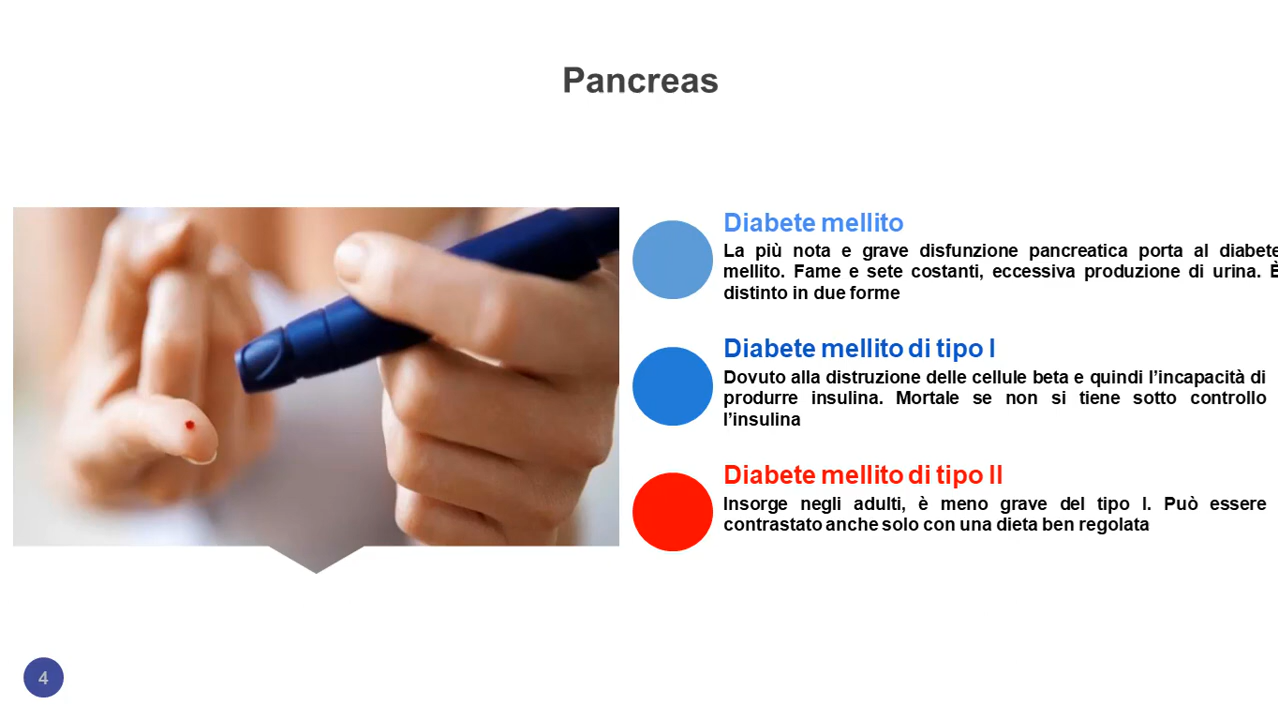 Pancreas
Diabete mellito
La più nota e grave disfunzione pancreatica porta al diabete
mellito. Fame e sete costanti, eccessiva produzione di urina. È
distinto in due forme
Diabete mellito di tipo I
Dovuto alla distruzione delle cellule beta e quindi l’incapacità di
produrre insulina. Mortale se non si tiene sotto controllo
l’insulina
Diabete mellito di tipo II
Insorge negli adulti, è meno grave del tipo I. Può essere
contrastato anche solo con una dieta ben regolata
4